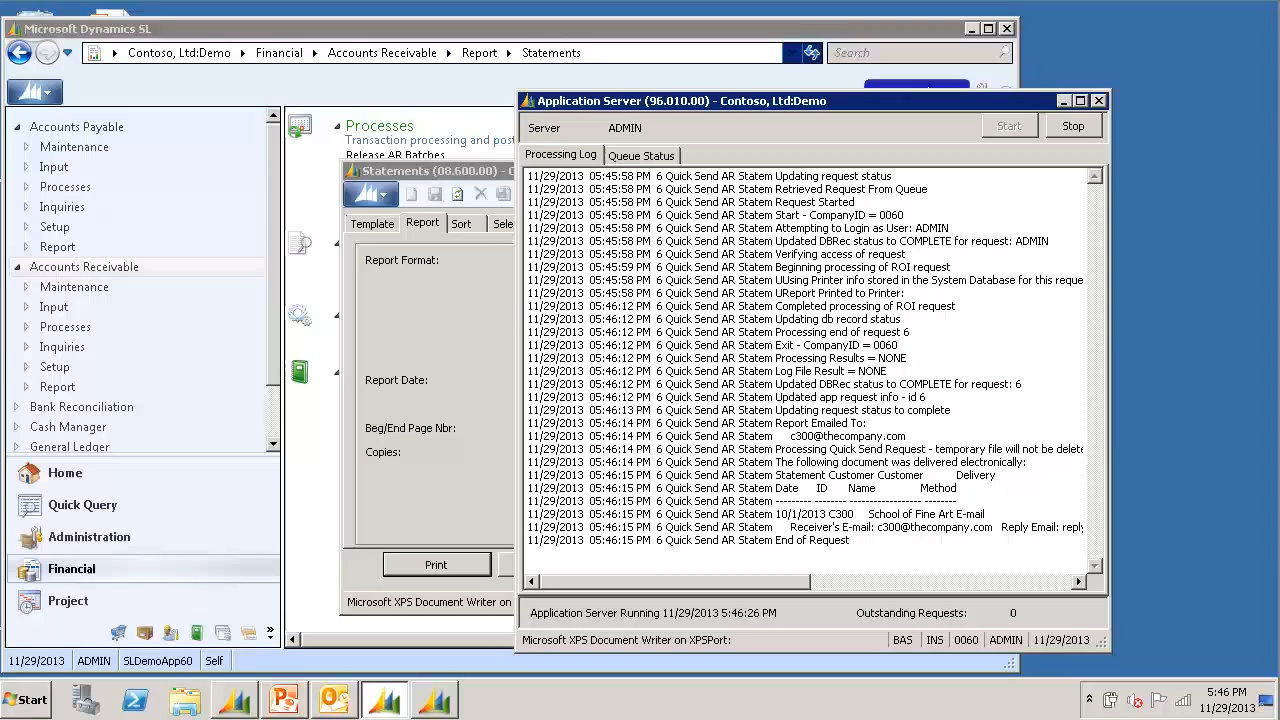 Microsoft Dynamics SL
Contoso, Ltd:Demo Financial Accounts Receivable Report Statements
Search
Accounts Payable
Maintenance
Input
Processes
Inquiries
Setup
Report
Accounts Receivable
Maintenance
Input
Processes
Inquiries
Setup
Report
Bank Reconciliation
Cash Manager
General Ledger
Home
Quick Query
Administration
Financial
Project
11/29/2013 ADMIN SLDemoApp60 Self
Processes
Transaction processing and post
Release AR Batches
Statements (08.600.00) - C
Template Report Sort Sele
Report Format:
Report Date:
Beg/End Page Nbr:
Copies:
Print
Microsoft XPS Document Writer on
Application Server (96.010.00) - Contoso, Ltd:Demo
Server ADMIN Start Stop
Processing Log Queue Status
11/29/2013 05:45:58 PM 6 Quick Send AR Statem Updating request status
11/29/2013 05:45:58 PM 6 Quick Send AR Statem Retrieved Request From Queue
11/29/2013 05:45:58 PM 6 Quick Send AR Statem Request Started
11/29/2013 05:45:58 PM 6 Quick Send AR Statem Start - CompanyID = 0060
11/29/2013 05:45:58 PM 6 Quick Send AR Statem Attempting to Login as User: ADMIN
11/29/2013 05:45:58 PM 6 Quick Send AR Statem Updated DBRec status to COMPLETE for request: ADMIN
11/29/2013 05:45:58 PM 6 Quick Send AR Statem Verifying access of request
11/29/2013 05:45:59 PM 6 Quick Send AR Statem Beginning processing of ROI request
11/29/2013 05:45:58 PM 6 Quick Send AR Statem UUsing Printer info stored in the System Database for this reque
11/29/2013 05:45:58 PM 6 Quick Send AR Statem UReport Printed to Printer:
11/29/2013 05:46:12 PM 6 Quick Send AR Statem Completed processing of ROI request
11/29/2013 05:46:12 PM 6 Quick Send AR Statem Updating db record status
11/29/2013 05:46:12 PM 6 Quick Send AR Statem Processing end of request 6
11/29/2013 05:46:12 PM 6 Quick Send AR Statem Exit - CompanyID = 0060
11/29/2013 05:46:12 PM 6 Quick Send AR Statem Processing Results = NONE
11/29/2013 05:46:12 PM 6 Quick Send AR Statem Log File Result = NONE
11/29/2013 05:46:12 PM 6 Quick Send AR Statem Updated DBRec status to COMPLETE for request: 6
11/29/2013 05:46:12 PM 6 Quick Send AR Statem Updated app request info - id 6
11/29/2013 05:46:13 PM 6 Quick Send AR Statem Updating request status to complete
11/29/2013 05:46:14 PM 6 Quick Send AR Statem Report Emailed To:
11/29/2013 05:46:14 PM 6 Quick Send AR Statem c300@thecompany.com
11/29/2013 05:46:14 PM 6 Quick Send AR Statem Processing Quick Send Request - temporary file will not be delete
11/29/2013 05:46:14 PM 6 Quick Send AR Statem The following document was delivered electronically:
11/29/2013 05:46:15 PM 6 Quick Send AR Statem Statement Customer Customer Delivery
11/29/2013 05:46:15 PM 6 Quick Send AR Statem Date ID Name Method
11/29/2013 05:46:15 PM 6 Quick Send AR Statem --------- -------- ------------------- --------
11/29/2013 05:46:15 PM 6 Quick Send AR Statem 10/1/2013 C300 School of Fine Art E-mail
11/29/2013 05:46:15 PM 6 Quick Send AR Statem Receiver's E-mail: c300@thecompany.com Reply Email: reply
11/29/2013 05:46:15 PM 6 Quick Send AR Statem End of Request
Application Server Running 11/29/2013 5:46:26 PM Outstanding Requests: 0
Microsoft XPS Document Writer on XPSPort: BAS INS 0060 ADMIN 11/29/2013
Start
5:46 PM
11/29/2013